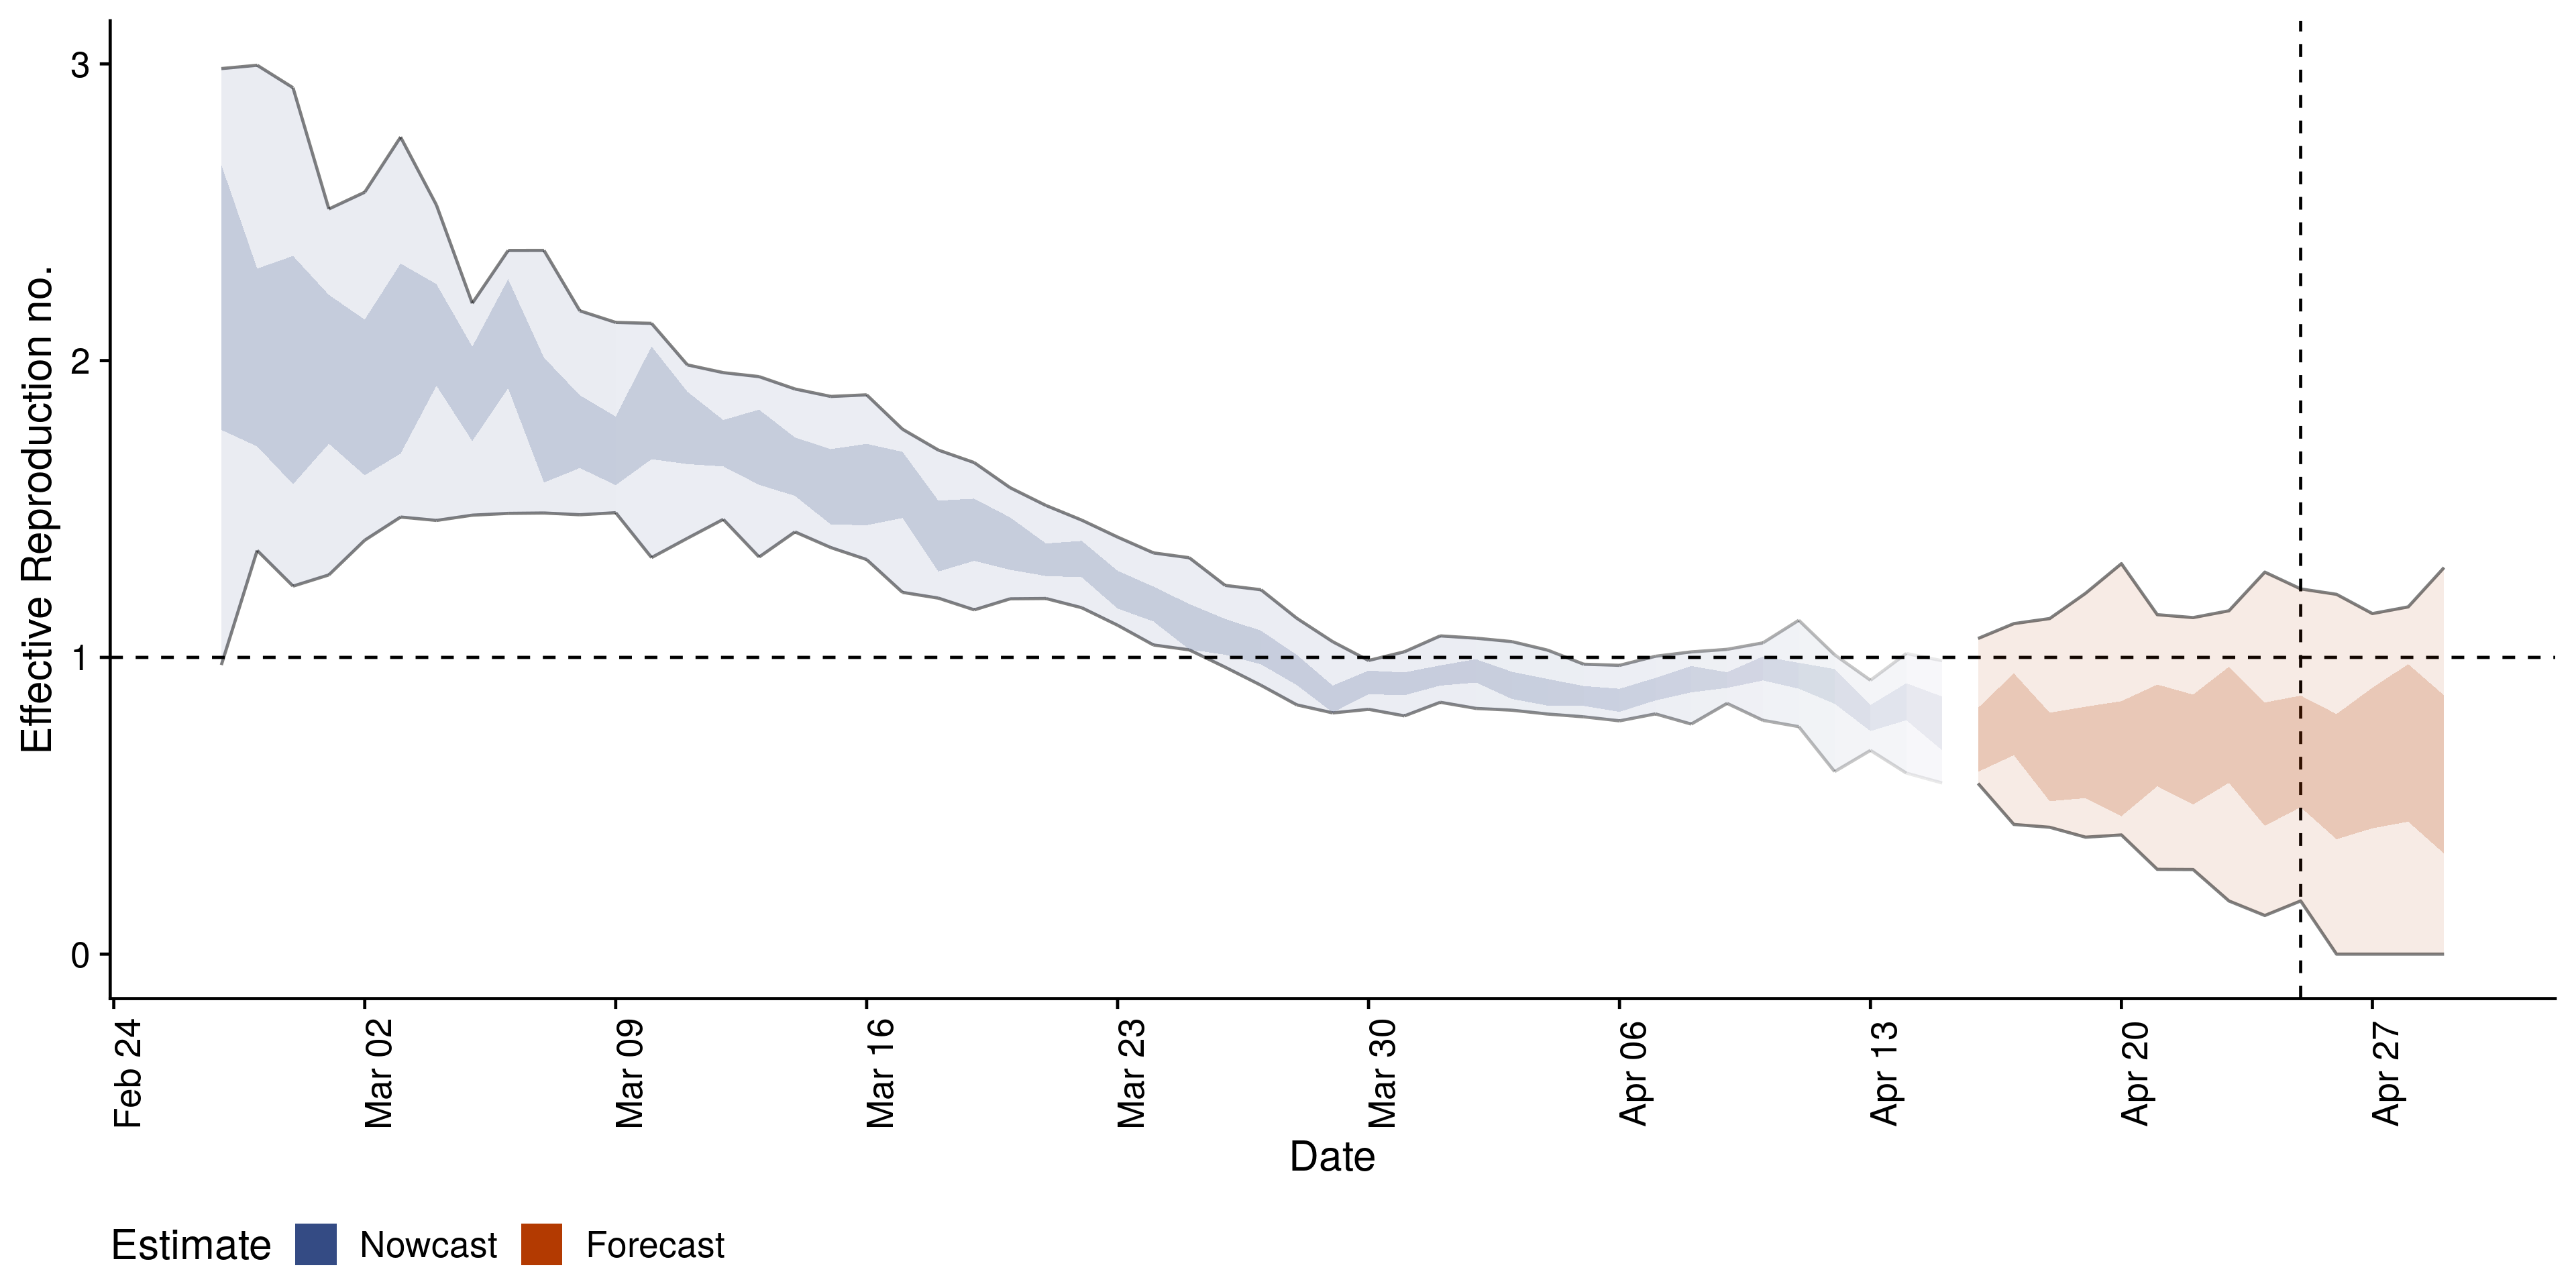 Effective Reproduction no.
3
2
1
0
Feb 24
Mar 02
Mar 09
Mar 16
Mar 23
Mar 30
Apr 06
Apr 13
Apr 20
Apr 27
Date
Estimate Nowcast Forecast